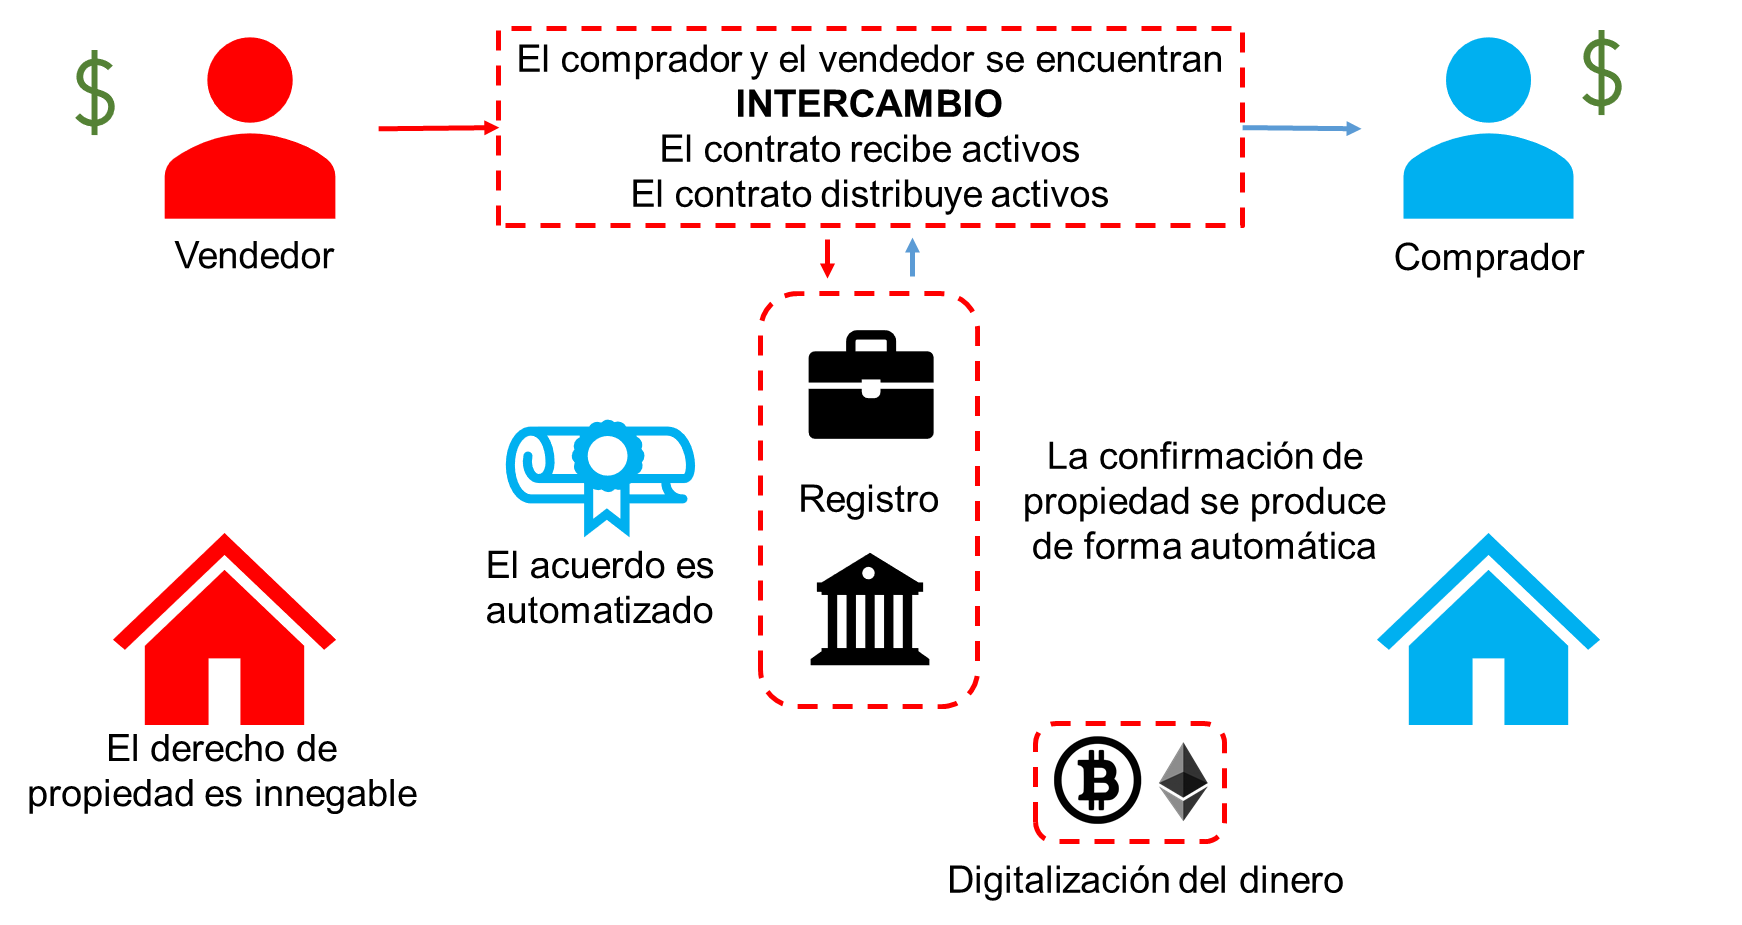 $
$
El comprador y el vendedor se encuentran
INTERCAMBIO
El contrato recibe activos
El contrato distribuye activos
Vendedor
Comprador
Registro
La confirmación de
propiedad se produce
de forma automática
El acuerdo es
automatizado
El derecho de
propiedad es innegable
Digitalización del dinero